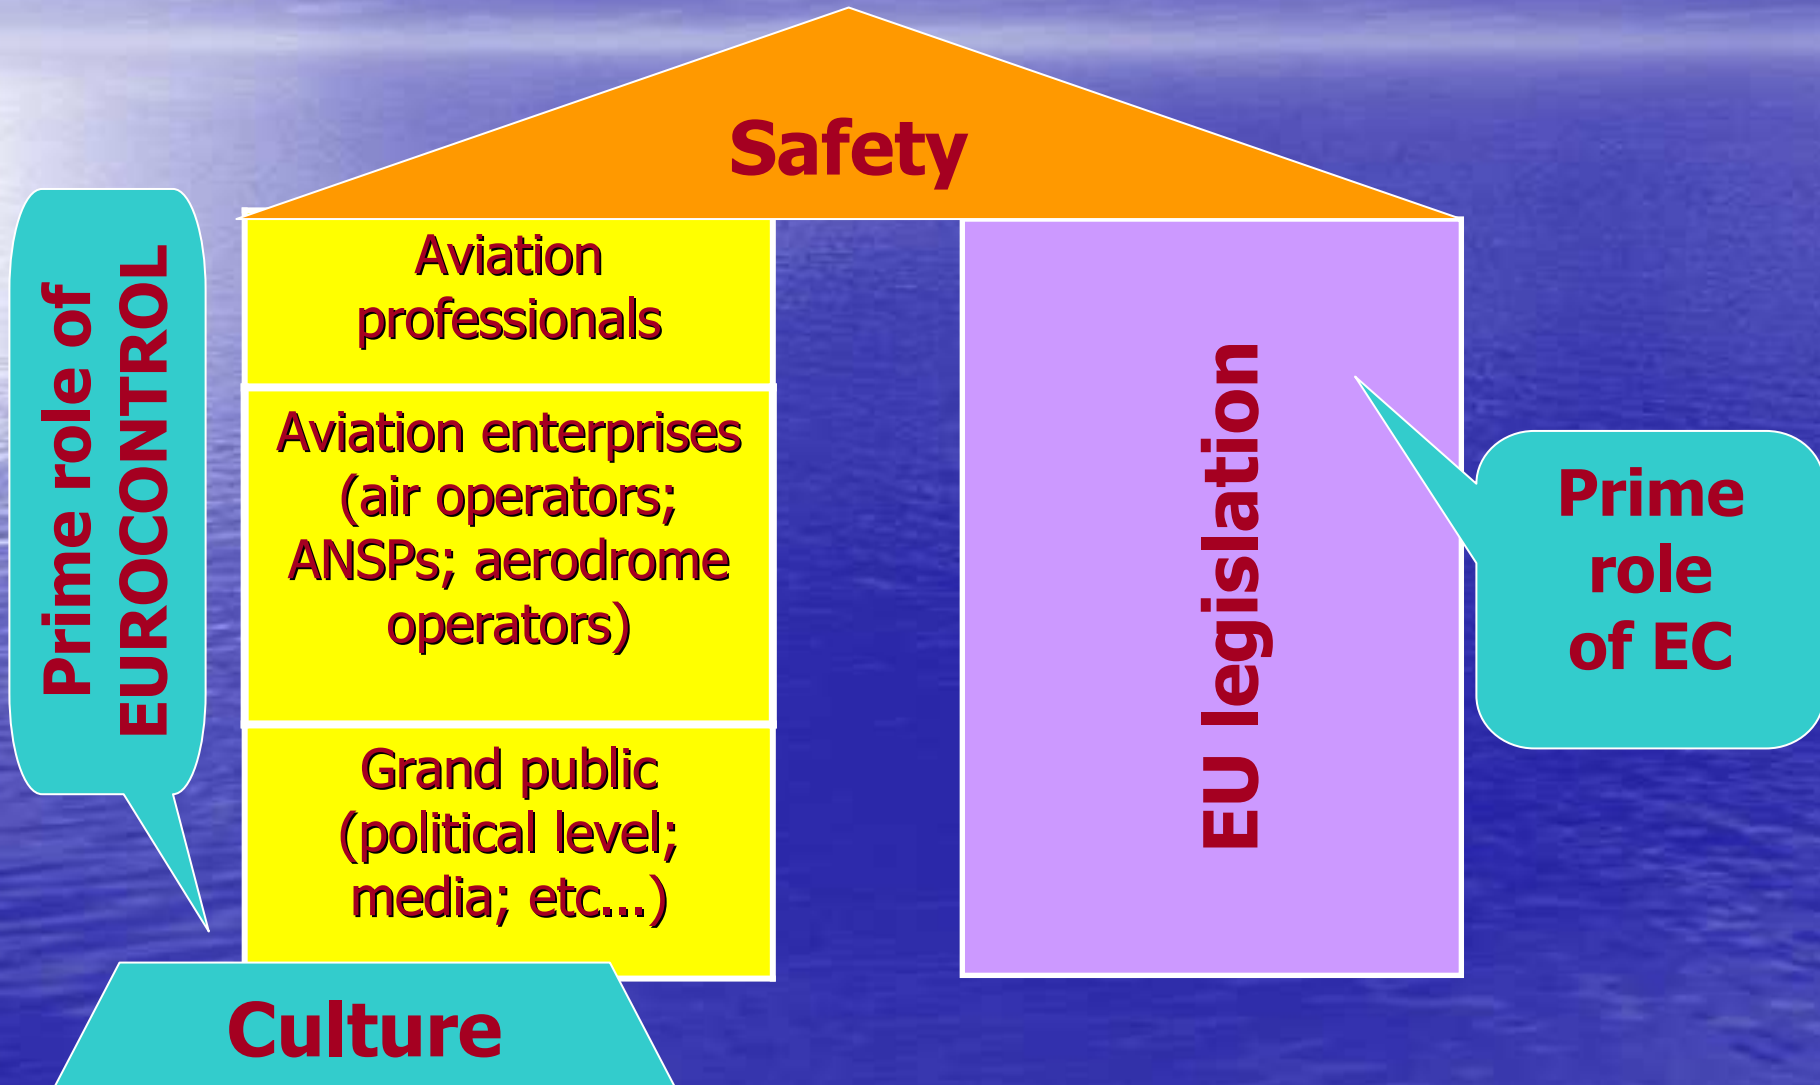 Safety
Prime role of
EUROCONTROL
Aviation
professionals
Aviation enterprises
(air operators;
ANSPs; aerodrome
operators)
Grand public
(political level;
media; etc...)
Culture
EU legislation
Prime
role
of EC